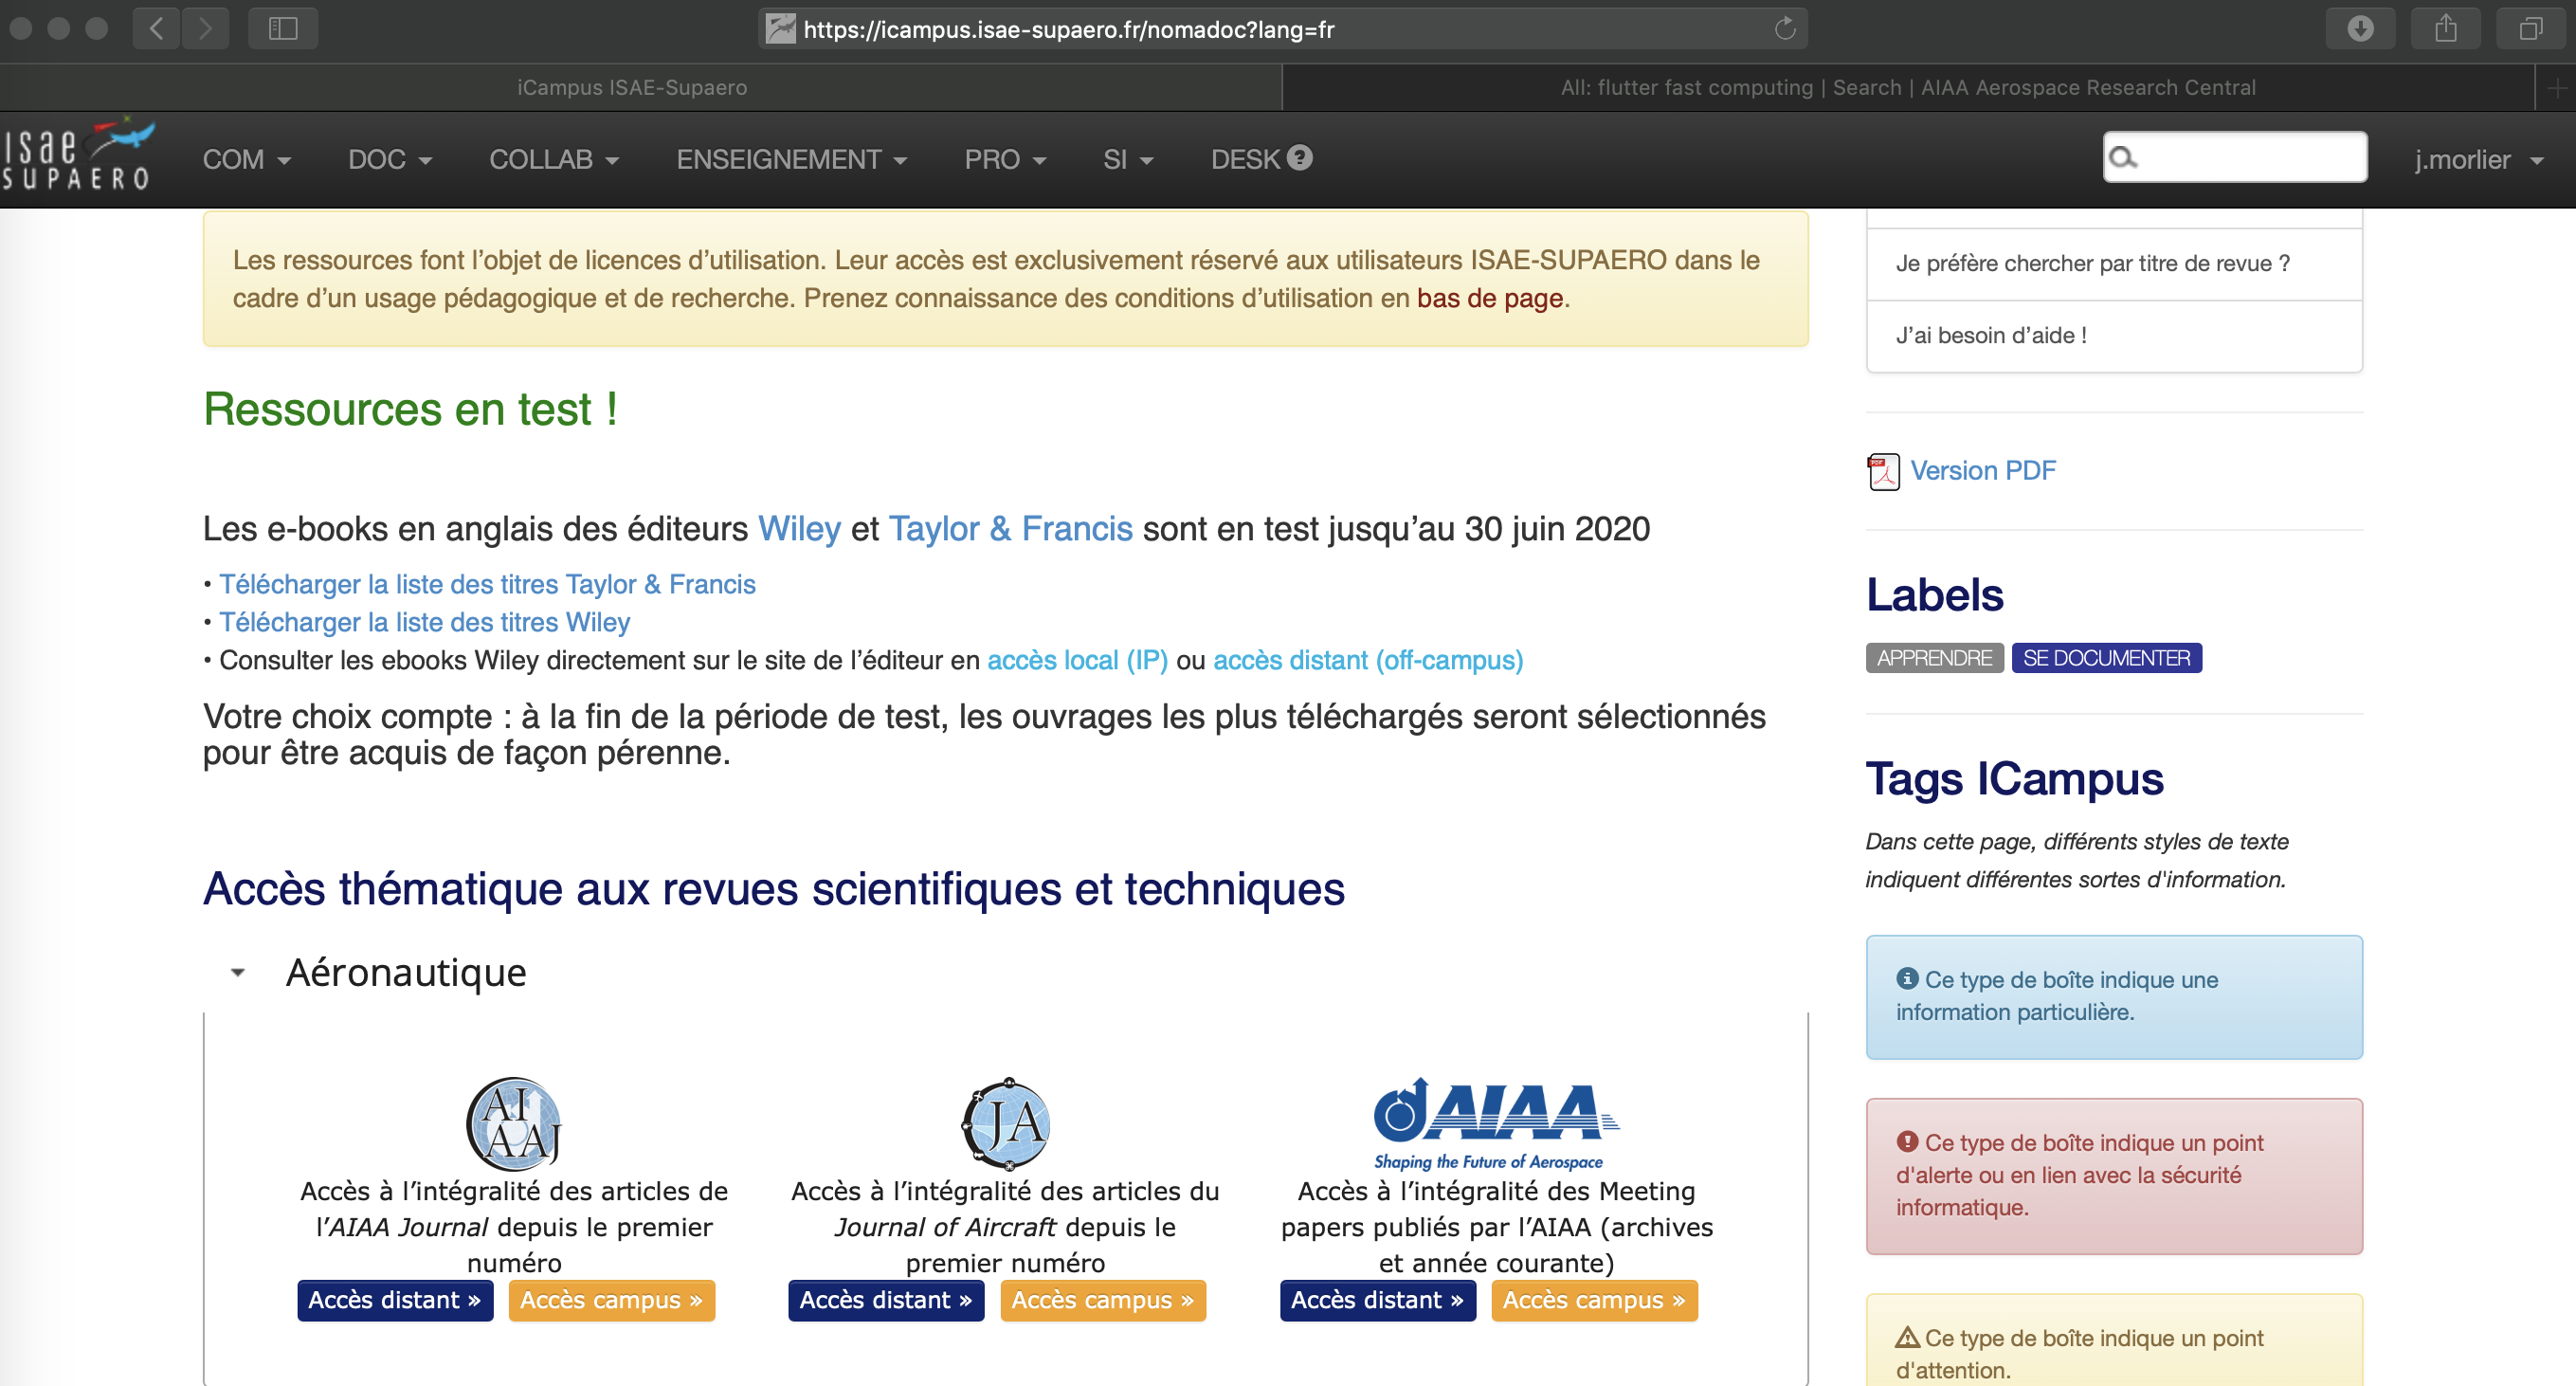 https://icampus.isae-supaero.fr/nomadoc?lang=fr
iCampus ISAE-Supaero
All: flutter fast computing | Search | AIAA Aerospace Research Central
isae
SUPAERO
COM
DOC
COLLAB
ENSEIGNEMENT
PRO
SI
DESK
j.morlier
Les ressources font l’objet de licences d’utilisation. Leur accès est exclusivement réservé aux utilisateurs ISAE-SUPAERO dans le
cadre d’un usage pédagogique et de recherche. Prenez connaissance des conditions d’utilisation en bas de page.
Ressources en test !
Les e-books en anglais des éditeurs Wiley et Taylor & Francis sont en test jusqu’au 30 juin 2020
• Télécharger la liste des titres Taylor & Francis
• Télécharger la liste des titres Wiley
• Consulter les ebooks Wiley directement sur le site de l’éditeur en accès local (IP) ou accès distant (off-campus)
Votre choix compte : à la fin de la période de test, les ouvrages les plus téléchargés seront sélectionnés
pour être acquis de façon pérenne.
Accès thématique aux revues scientifiques et techniques
Aéronautique
AI
AAJ
Accès à l’intégralité des articles de
l’AIAA Journal depuis le premier
numéro
Accès distant »
Accès campus »
JA
Accès à l’intégralité des articles du
Journal of Aircraft depuis le
premier numéro
Accès distant »
Accès campus »
AIAA
Shaping the Future of Aerospace
Accès à l’intégralité des Meeting
papers publiés par l’AIAA (archives
et année courante)
Accès distant »
Accès campus »
Je préfère chercher par titre de revue ?
J’ai besoin d’aide !
PDF
Version PDF
Labels
APPRENDRE
SE DOCUMENTER
Tags ICampus
Dans cette page, différents styles de texte
indiquent différentes sortes d'information.
Ce type de boîte indique une
information particulière.
Ce type de boîte indique un point
d'alerte ou en lien avec la sécurité
informatique.
Ce type de boîte indique un point
d'attention.